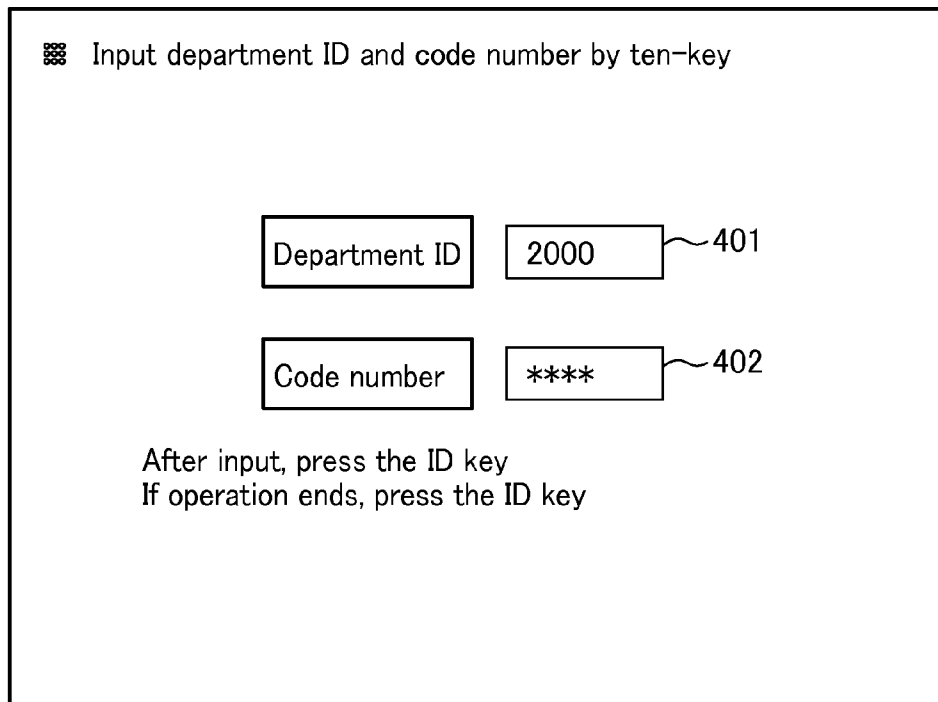 Input department ID and code number by ten-key
Department ID 2000 401
Code number **** 402
After input, press the ID key
If operation ends, press the ID key